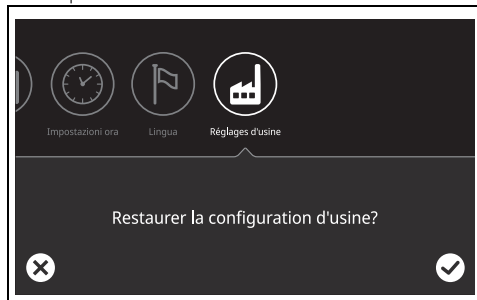 Impostazioni ora
Lingua
Réglages d'usine
Restaurer la configuration d'usine?